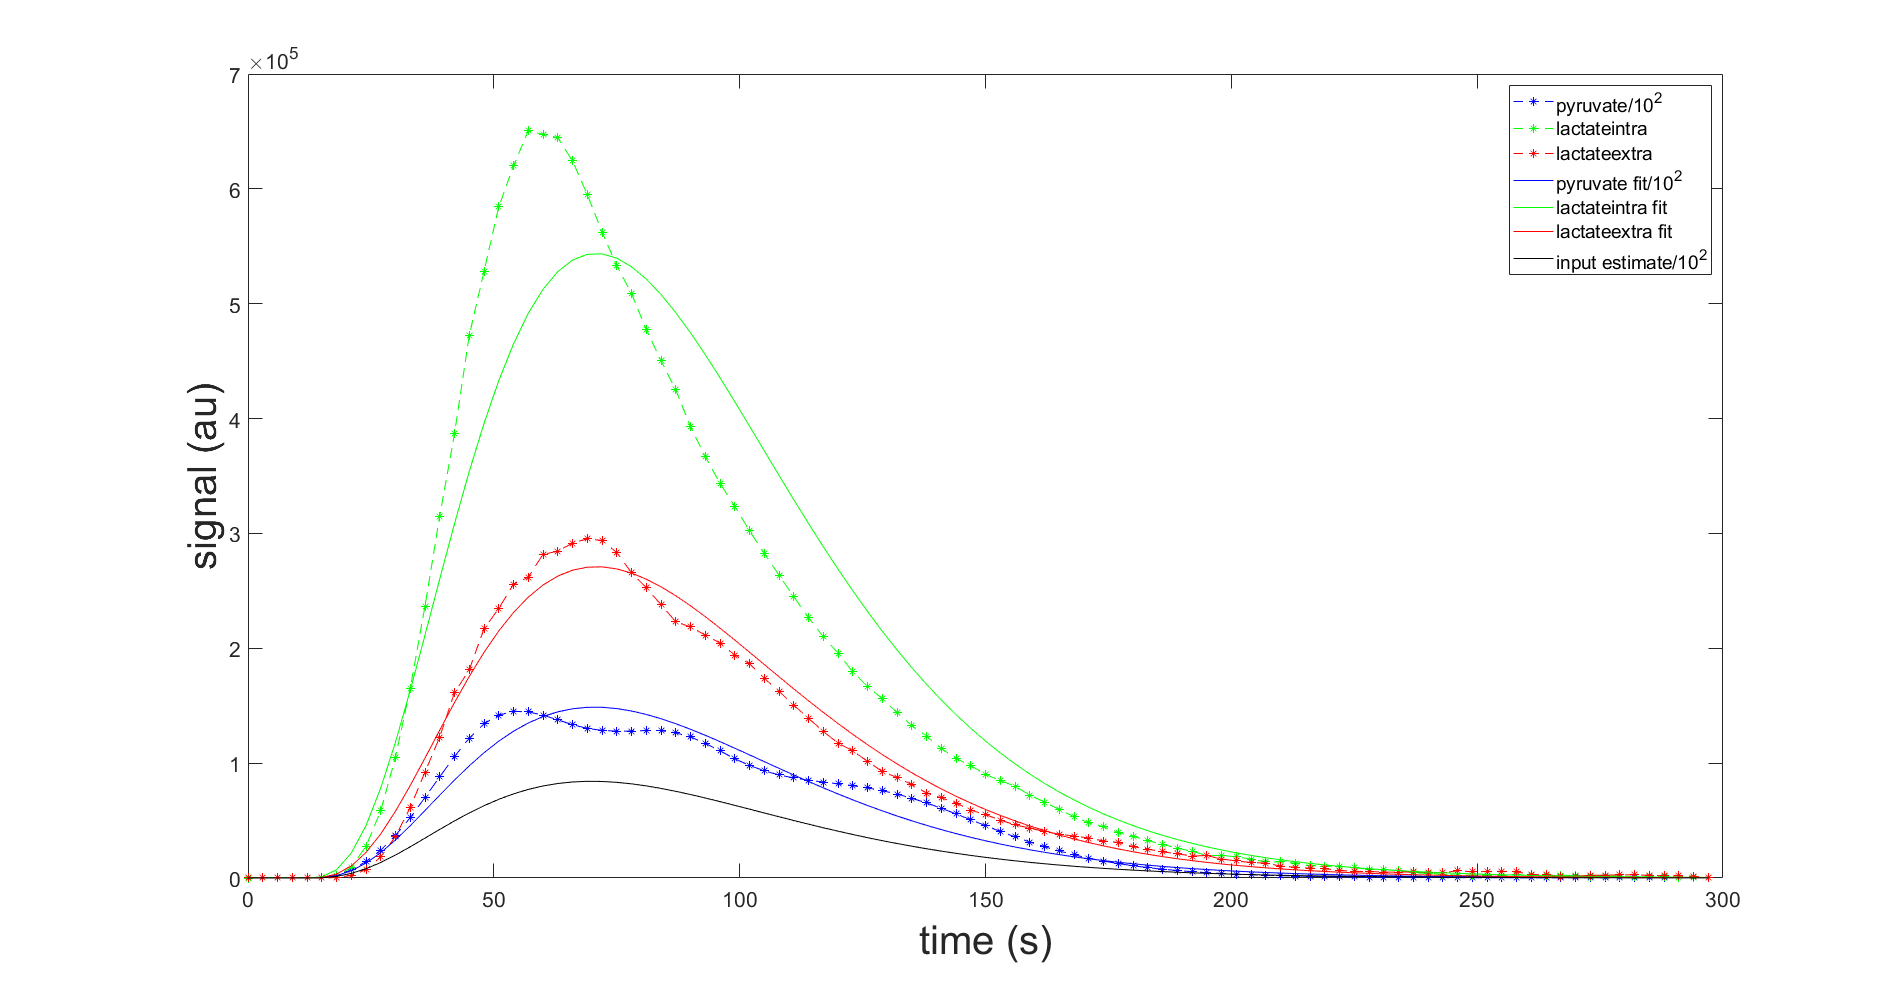 ×10^5
7
6
5
4
3
2
1
0
signal (au)
0 50 100 150 200 250 300
time (s)
pyruvate/10^2
lactateintra
lactateextra
pyruvate fit/10^2
lactateintra fit
lactateextra fit
input estimate/10^2